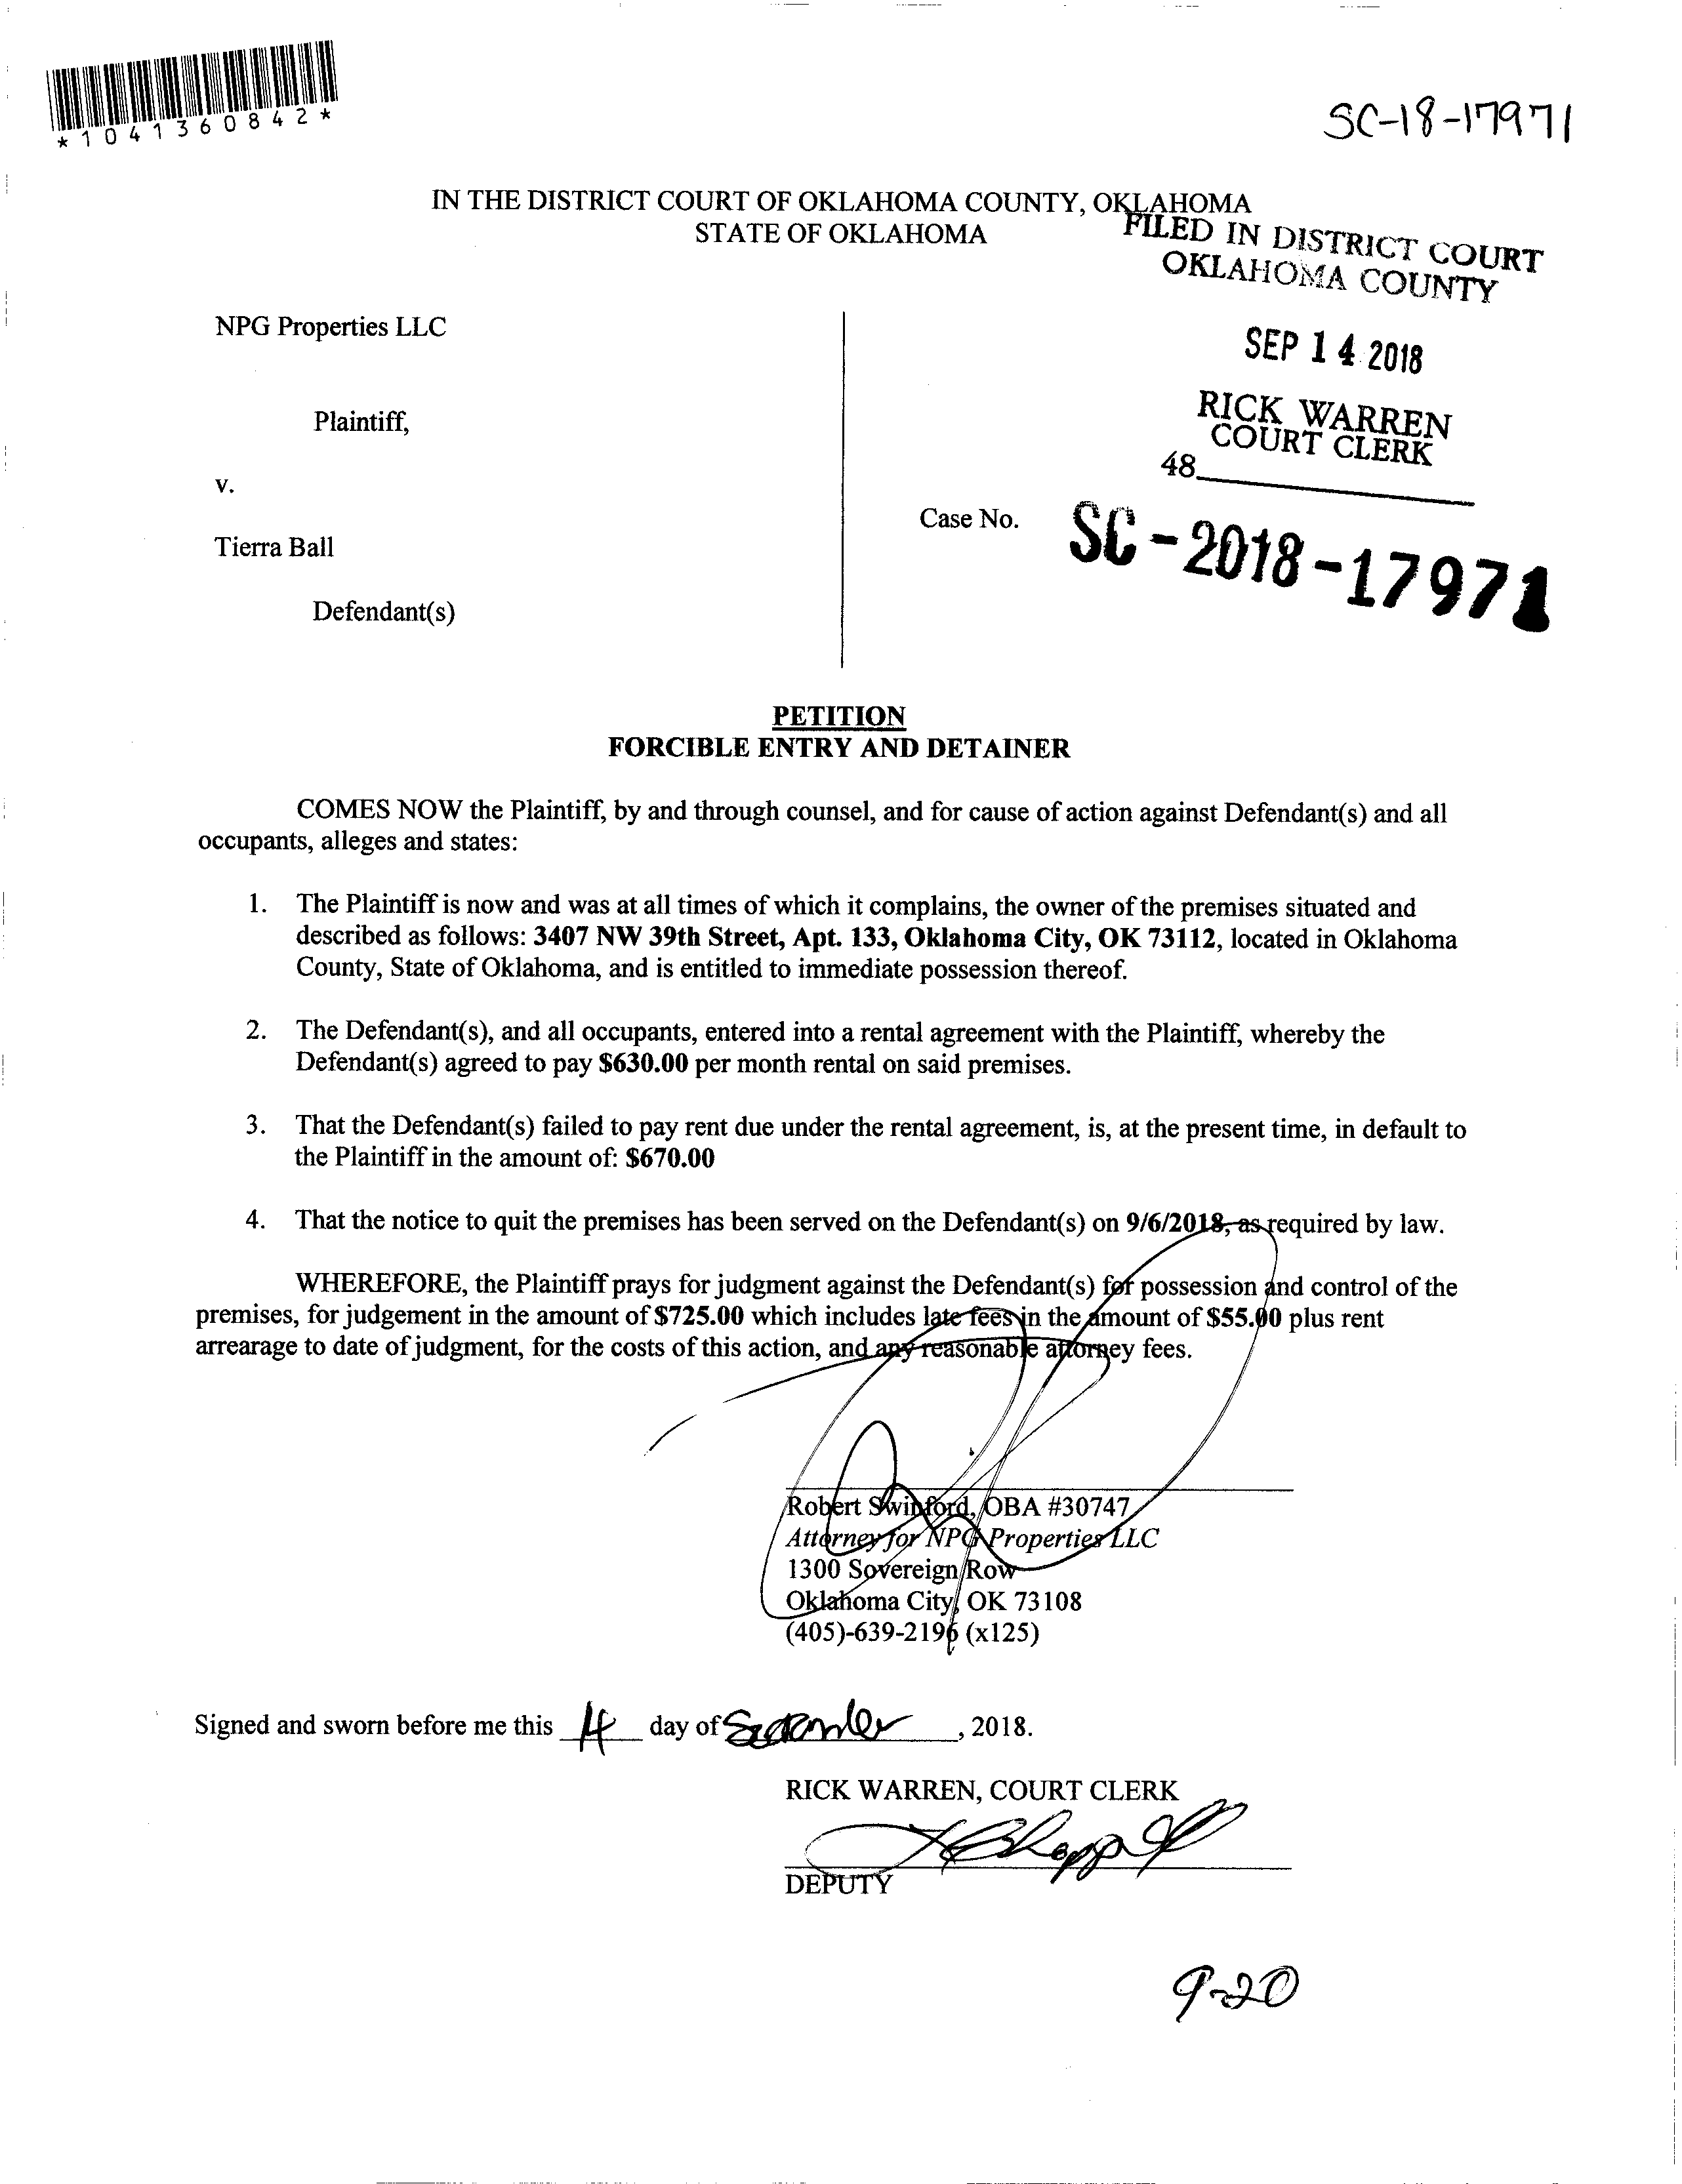 *1041360842*
SC-18-17971
IN THE DISTRICT COURT OF OKLAHOMA COUNTY, OKLAHOMA
STATE OF OKLAHOMA
FILED IN DISTRICT COURT
OKLAHOMA COUNTY
SEP 14 2018
RICK WARREN
COURT CLERK
48
NPG Properties LLC
Plaintiff,
v.
Case No.
SC-2018-17971
Tierra Ball
Defendant(s)
PETITION
FORCIBLE ENTRY AND DETAINER
COMES NOW the Plaintiff, by and through counsel, and for cause of action against Defendant(s) and all
occupants, alleges and states:
1. The Plaintiff is now and was at all times of which it complains, the owner of the premises situated and
described as follows: 3407 NW 39th Street, Apt. 133, Oklahoma City, OK 73112, located in Oklahoma
County, State of Oklahoma, and is entitled to immediate possession thereof.
2. The Defendant(s), and all occupants, entered into a rental agreement with the Plaintiff, whereby the
Defendant(s) agreed to pay $630.00 per month rental on said premises.
3. That the Defendant(s) failed to pay rent due under the rental agreement, is, at the present time, in default to
the Plaintiff in the amount of: $670.00
4. That the notice to quit the premises has been served on the Defendant(s) on 9/6/2018, as required by law.
WHEREFORE, the Plaintiff prays for judgment against the Defendant(s) for possession and control of the
premises, for judgement in the amount of $725.00 which includes late fees in the amount of $55.00 plus rent
arrearage to date of judgment, for the costs of this action, and any reasonable attorney fees.
Robert Swinford, OBA #30747
Attorney for NPG Properties LLC
1300 Sovereign Row
Oklahoma City, OK 73108
(405)-639-2196 (x125)
Signed and sworn before me this 14 day of September, 2018.
RICK WARREN, COURT CLERK
DEPUTY
9-20